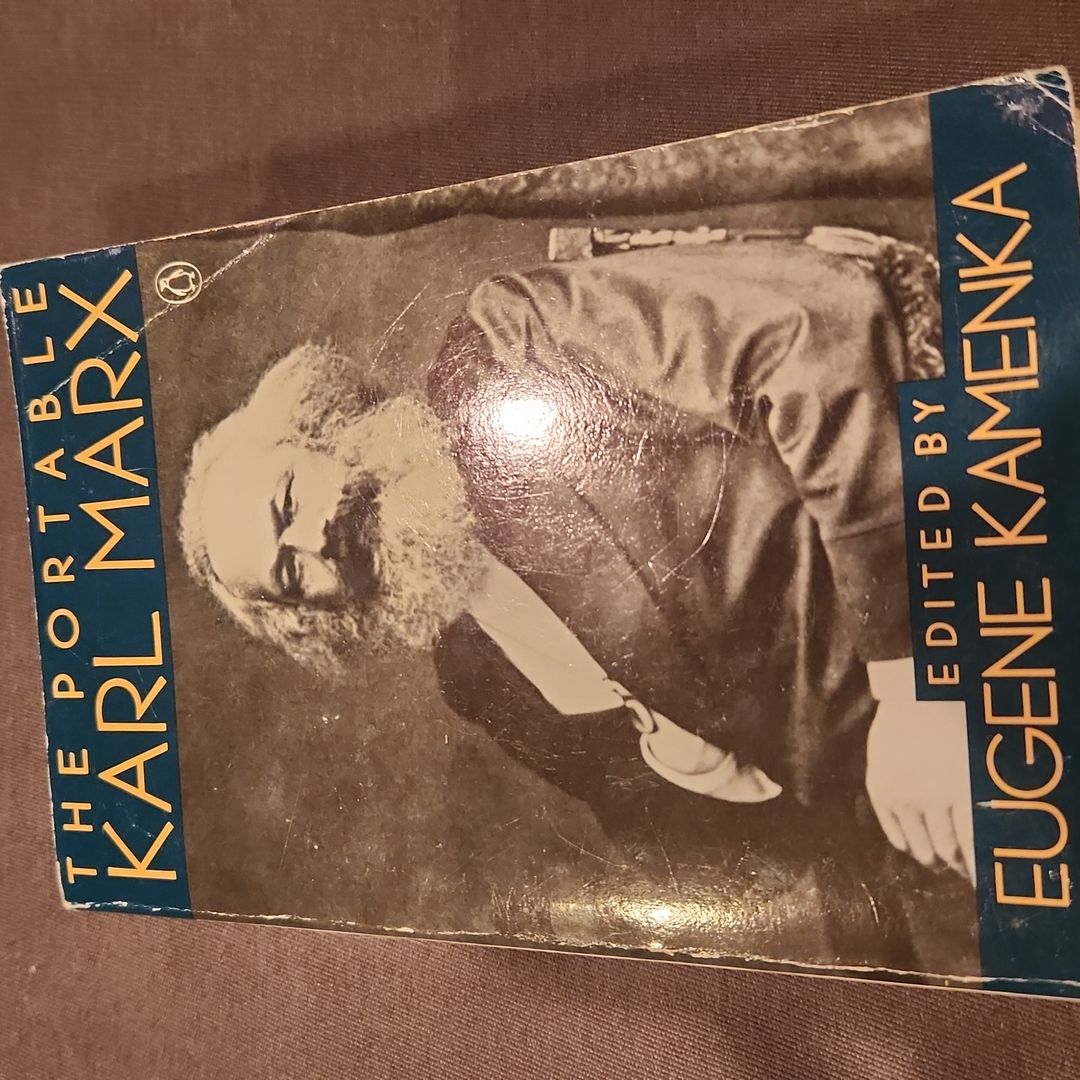 THE PORTABLE
KARL MARX
EDITED BY
EUGENE KAMENKA